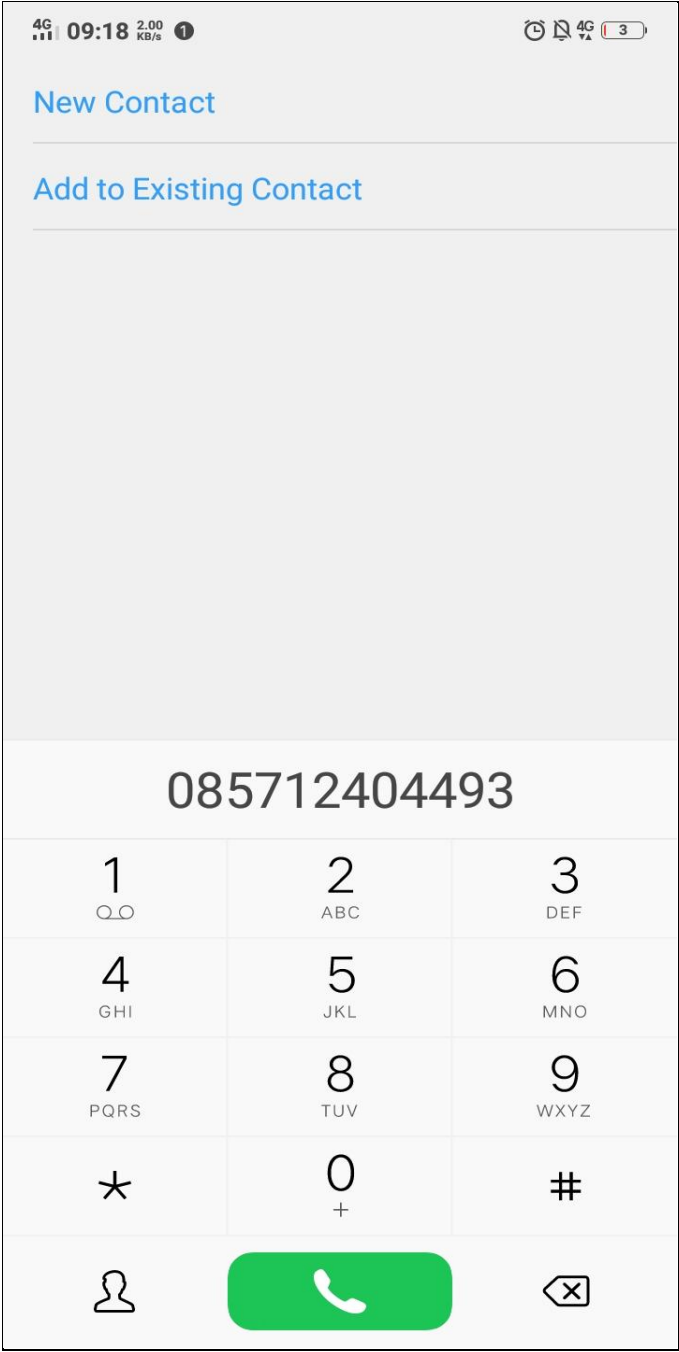 4G 09:18 2.00 KB/s 1 4G 3
New Contact
Add to Existing Contact
085712404493
1 2 3
ABC DEF
4 5 6
GHI JKL MNO
7 8 9
PQRS TUV WXYZ
* 0 #
+